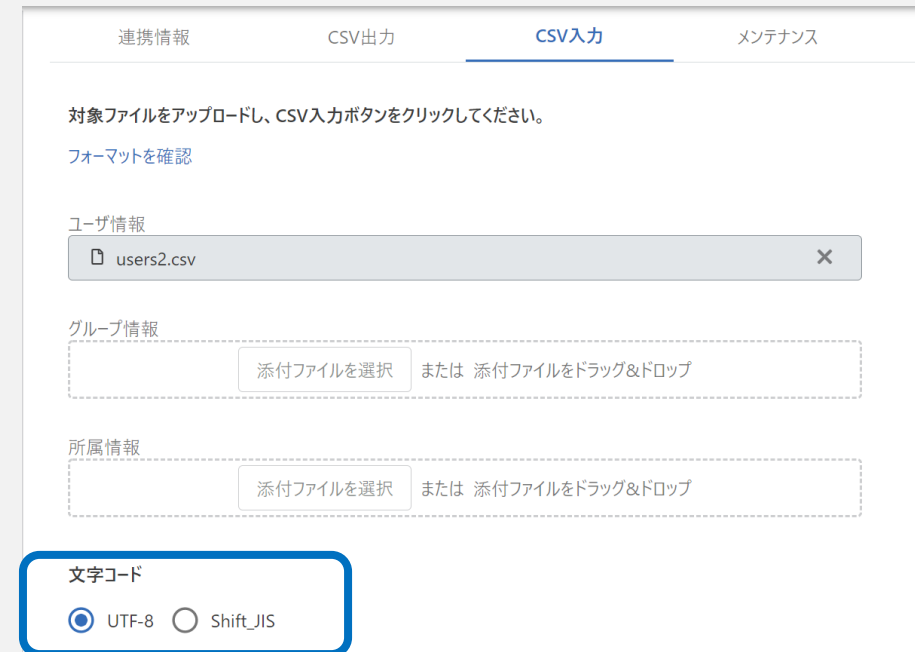 連携情報 CSV出力 CSV入力 メンテナンス
対象ファイルをアップロードし、CSV入力ボタンをクリックしてください。
フォーマットを確認
ユーザ情報
users2.csv
グループ情報
添付ファイルを選択 または 添付ファイルをドラッグ&ドロップ
所属情報
添付ファイルを選択 または 添付ファイルをドラッグ&ドロップ
文字コード
UTF-8 Shift_JIS